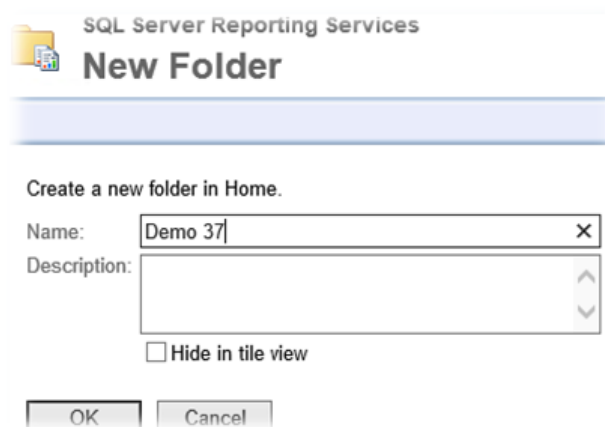 SQL Server Reporting Services
New Folder
Create a new folder in Home.
Name: Demo 37
Description:
Hide in tile view
OK Cancel